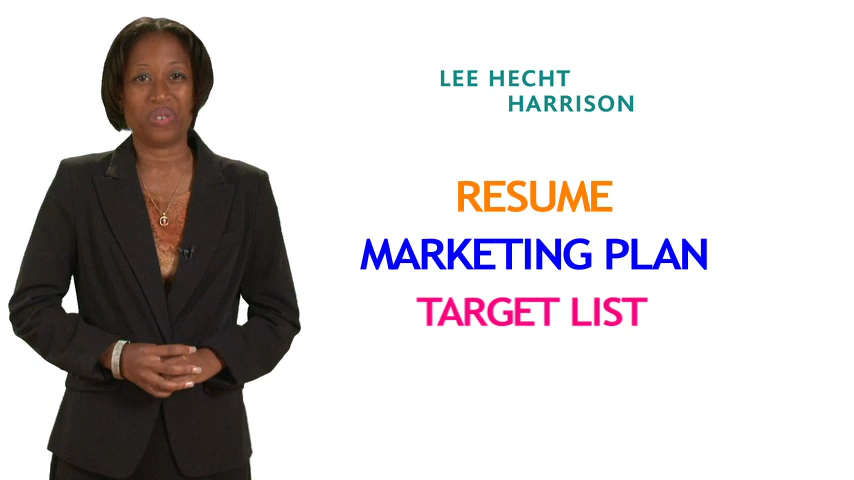 LEE HECHT
HARRISON
RESUME
MARKETING PLAN
TARGET LIST